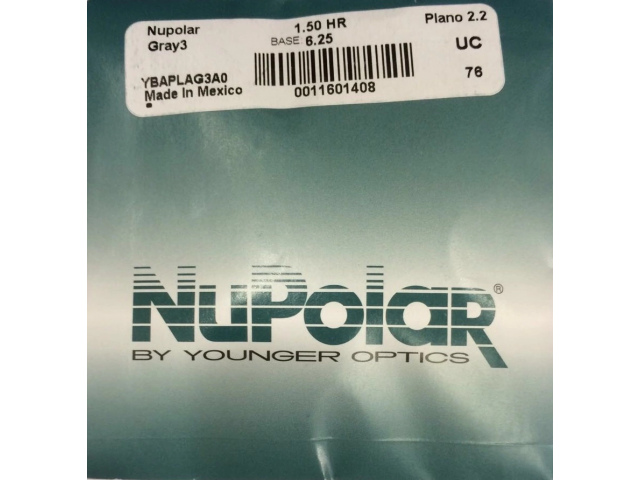 Nupolar 1.50 HR Plano 2.2
Gray3 BASE: 6.25 UC
76
YBAPLAG3A0
Made In Mexico 0011601408
NUPOLAR®
BY YOUNGER OPTICS